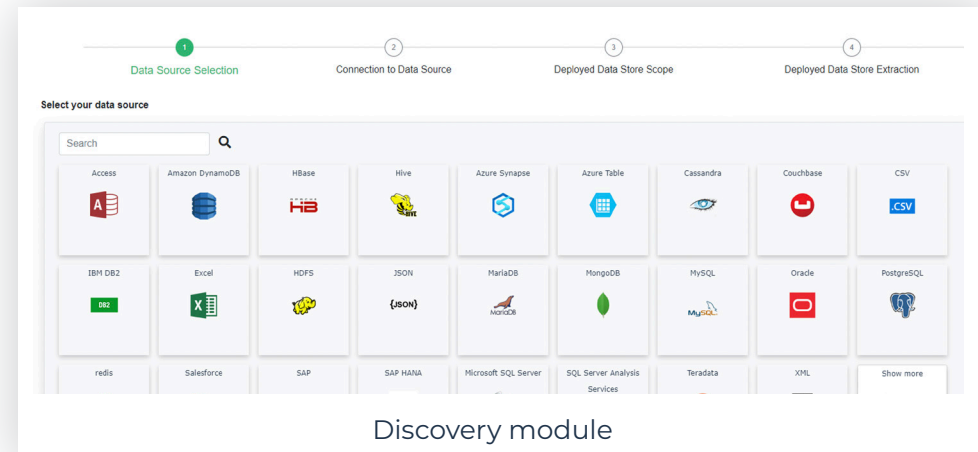 1 2 3 4
Data Source Selection Connection to Data Source Deployed Data Store Scope Deployed Data Store Extraction
Select your data source
Search
Access Amazon DynamoDB HBase Hive Azure Synapse Azure Table Cassandra Couchbase CSV
A HB HIVE .CSV
IBM DB2 Excel HDFS JSON MariaDB MongoDB MySQL Oracle PostgreSQL
DB2 X {JSON} MariaDB MySQL
redis Salesforce SAP SAP HANA Microsoft SQL Server SQL Server Analysis Services Teradata XML Show more
Discovery module